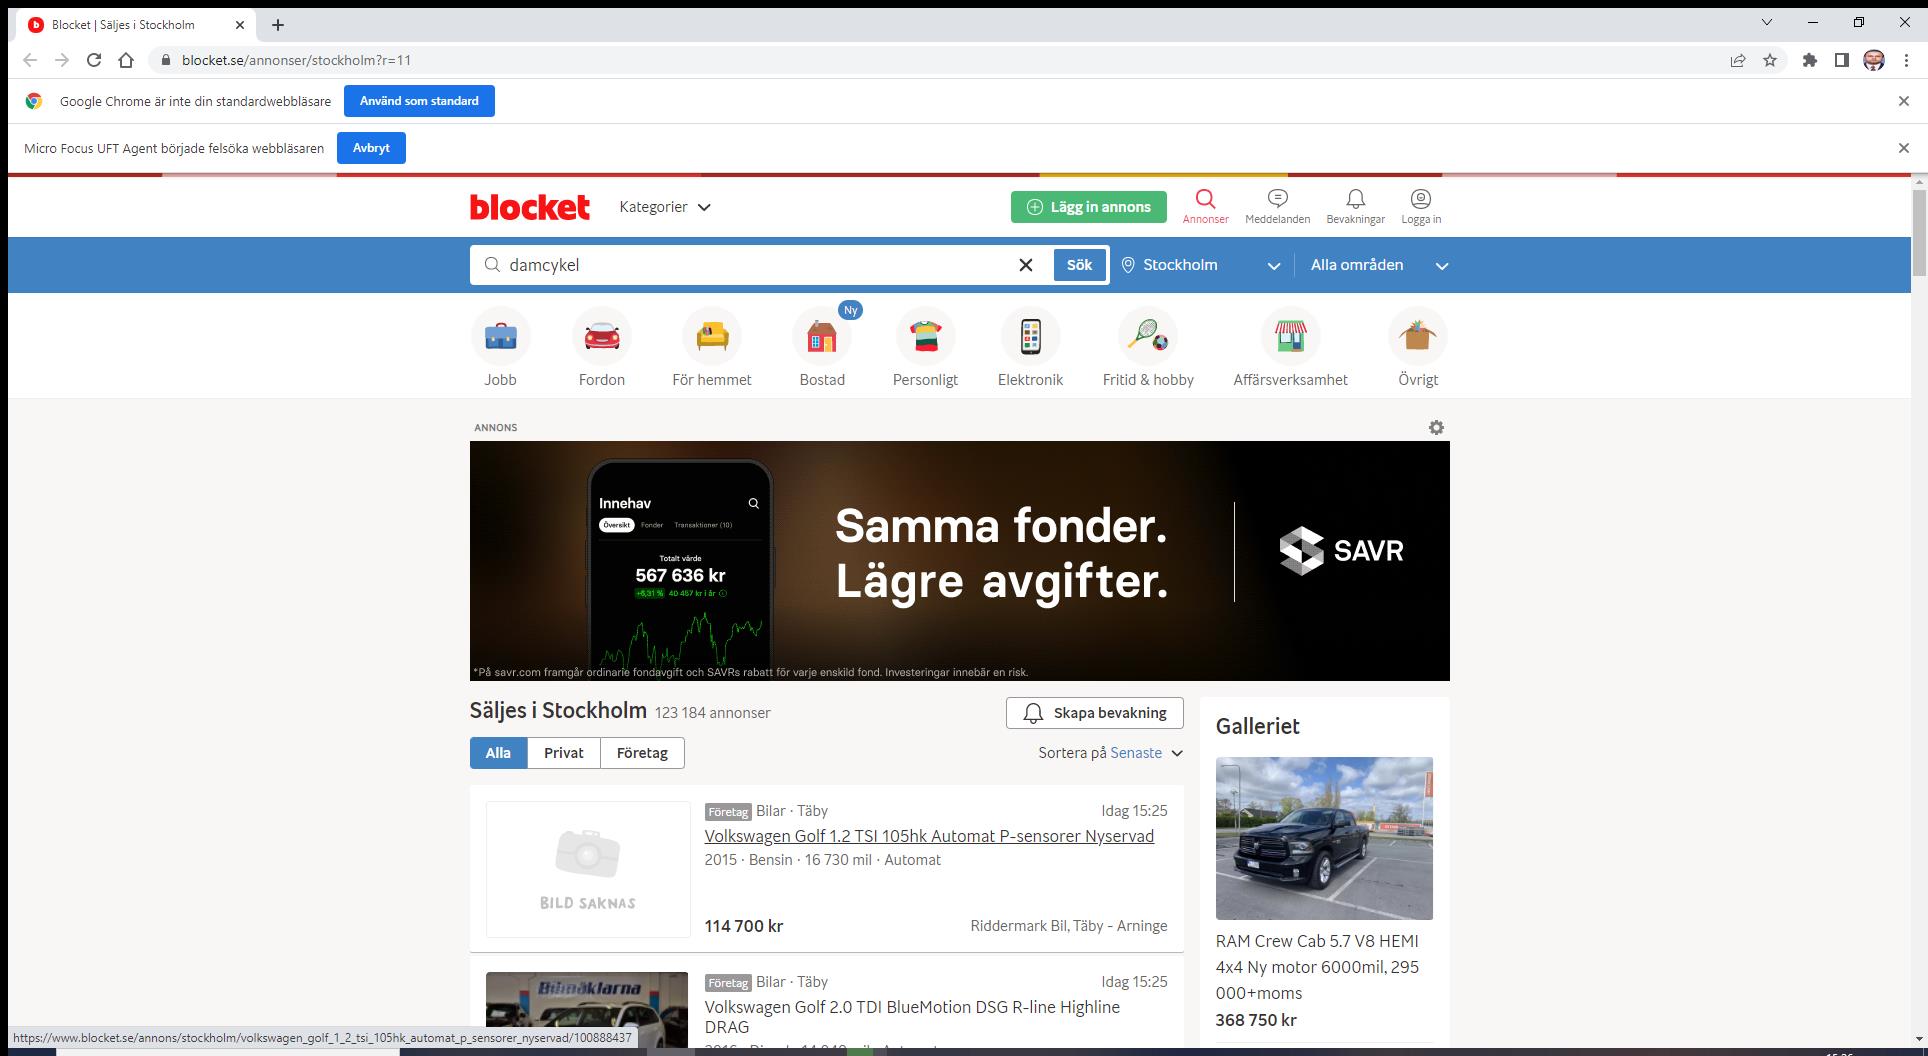 Blocket | Säljes i Stockholm
blocket.se/annonser/stockholm?r=11
Google Chrome är inte din standardwebbläsare
Använd som standard
Micro Focus UFT Agent började felsöka webbläsaren
Avbryt
blocket
Kategorier
Lägg in annons
Annonser
Meddelanden
Bevakningar
Logga in
damcykel
Sök
Stockholm
Alla områden
Ny
Jobb
Fordon
För hemmet
Bostad
Personligt
Elektronik
Fritid & hobby
Affärsverksamhet
Övrigt
ANNONS
Innehav
Översikt
Fonder
Transaktioner (10)
Totalt värde
567 636 kr
+6,31 %
40 457 kr i år
Samma fonder.
Lägre avgifter.
SAVR
*På savr.com framgår ordinarie fondavgift och SAVRs rabatt för varje enskild fond. Investeringar innebär en risk.
Säljes i Stockholm 123 184 annonser
Skapa bevakning
Alla
Privat
Företag
Sortera på Senaste
BILD SAKNAS
Företag Bilar · Täby
Idag 15:25
Volkswagen Golf 1.2 TSI 105hk Automat P-sensorer Nyservad
2015 · Bensin · 16 730 mil · Automat
114 700 kr
Riddermark Bil, Täby - Arninge
Bilmäklarna
Företag Bilar · Täby
Idag 15:25
Volkswagen Golf 2.0 TDI BlueMotion DSG R-line Highline
DRAG
Galleriet
RAM Crew Cab 5.7 V8 HEMI
4x4 Ny motor 6000mil, 295
000+moms
368 750 kr
https://www.blocket.se/annons/stockholm/volkswagen_golf_1_2_tsi_105hk_automat_p_sensorer_nyservad/100888437